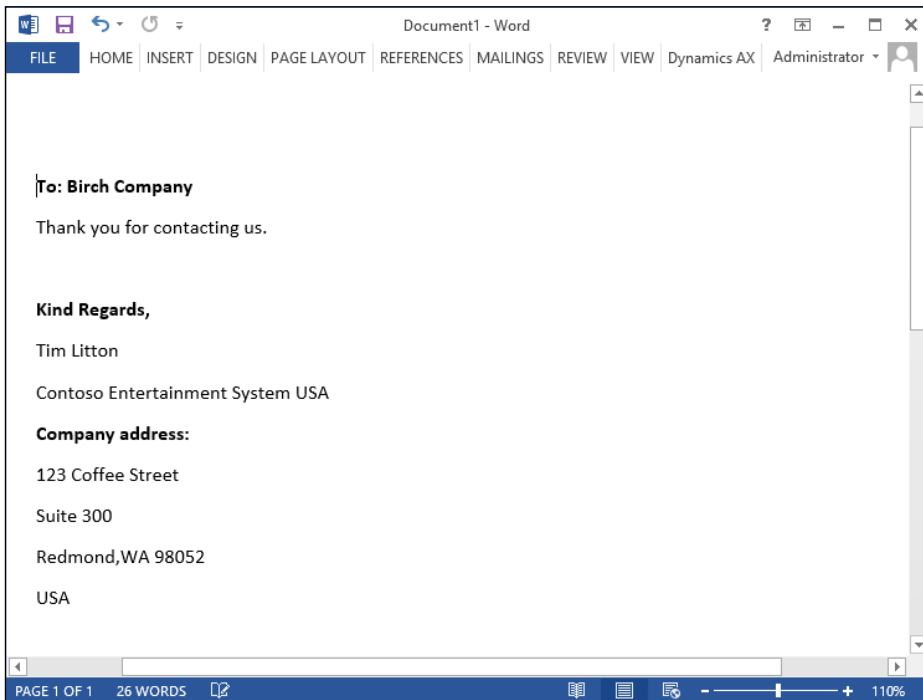 Document1 - Word
?
FILE HOME INSERT DESIGN PAGE LAYOUT REFERENCES MAILINGS REVIEW VIEW Dynamics AX Administrator
To: Birch Company
Thank you for contacting us.
Kind Regards,
Tim Litton
Contoso Entertainment System USA
Company address:
123 Coffee Street
Suite 300
Redmond,WA 98052
USA
PAGE 1 OF 1 26 WORDS 110%